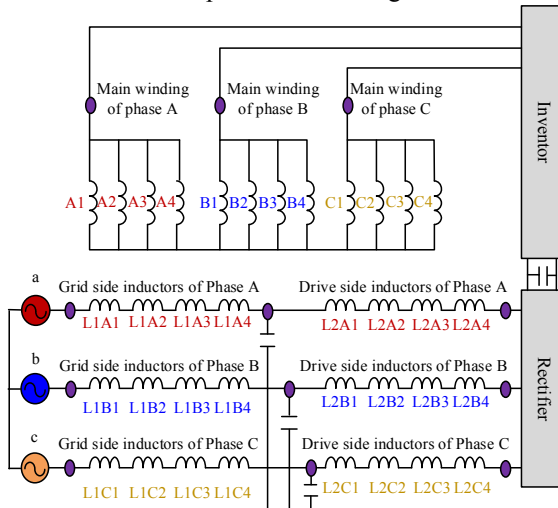 Main winding
of phase A
Main winding
of phase B
Main winding
of phase C
Inventor
A1 A2 A3 A4
B1 B2 B3 B4
C1 C2 C3 C4
a
Grid side inductors of Phase A
Drive side inductors of Phase A
L1A1 L1A2 L1A3 L1A4
L2A1 L2A2 L2A3 L2A4
b
Grid side inductors of Phase B
Drive side inductors of Phase B
L1B1 L1B2 L1B3 L1B4
L2B1 L2B2 L2B3 L2B4
Rectifier
c
Grid side inductors of Phase C
Drive side inductors of Phase C
L1C1 L1C2 L1C3 L1C4
L2C1 L2C2 L2C3 L2C4